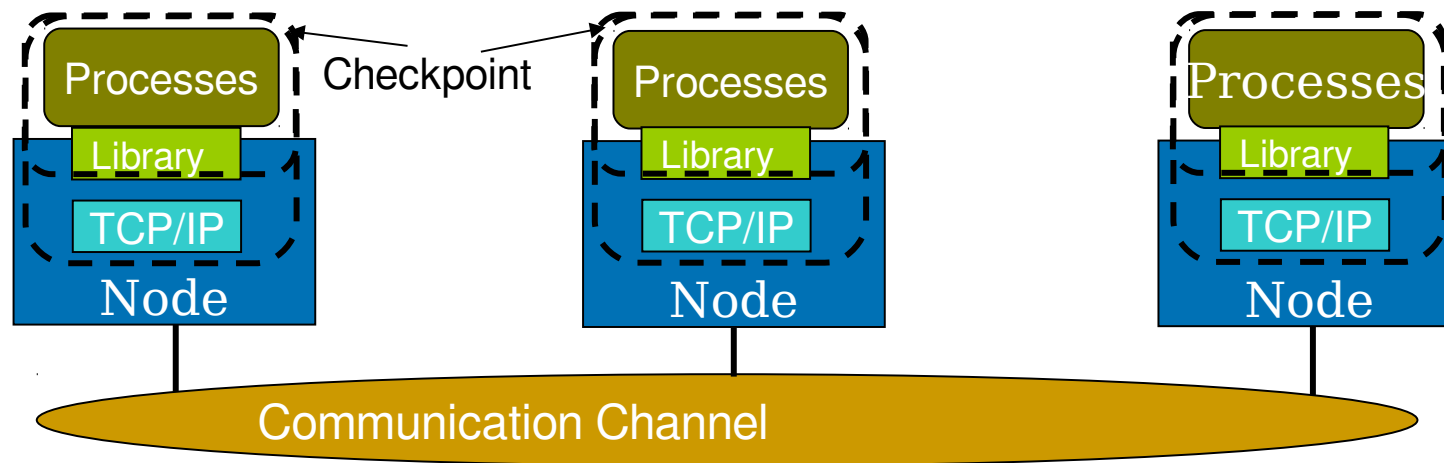 Processes
Checkpoint
Processes
Processes
Library
Library
Library
TCP/IP
TCP/IP
TCP/IP
Node
Node
Node
Communication Channel